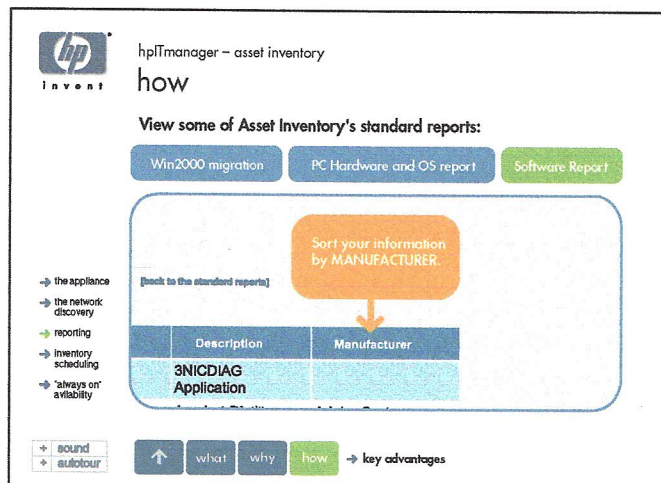 hp
invent
hpITmanager – asset inventory
how
View some of Asset Inventory's standard reports:
Win2000 migration
PC Hardware and OS report
Software Report
Sort your information
by MANUFACTURER.
→ the appliance
→ the network
discovery
→ reporting
→ inventory
scheduling
→ "always on"
avilability
[back to the standard reports]
Description Manufacturer
3NICDIAG
Application
+ sound
+ autotour
↑ what why how → key advantages